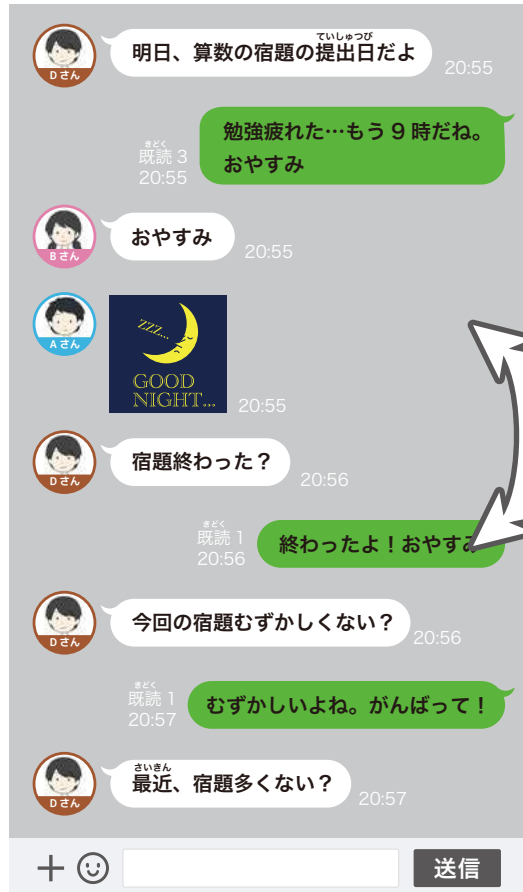 ていしゅつび
明日、算数の宿題の提出日だよ
Dさん
20:55
勉強疲れた…もう9時だね。
おやすみ
きどく
既読 3
20:55
おやすみ
Bさん
20:55
Aさん
ZZZ...
GOOD
NIGHT...
20:55
宿題終わった？
Dさん
20:56
きどく
既読 1
20:56
終わったよ！おやすみ
今回の宿題むずかしくない？
Dさん
20:56
きどく
既読 1
20:57
むずかしいよね。がんばって！
さいきん
最近、宿題多くない？
Dさん
20:57
送信